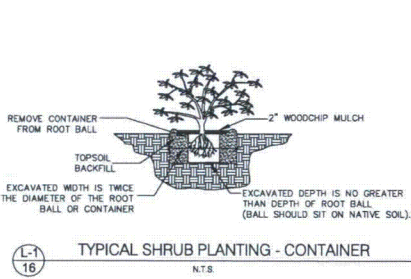 REMOVE CONTAINER
FROM ROOT BALL
2" WOODCHIP MULCH
TOPSOIL
BACKFILL
EXCAVATED WIDTH IS TWICE
THE DIAMETER OF THE ROOT
BALL OR CONTAINER
EXCAVATED DEPTH IS NO GREATER
THAN DEPTH OF ROOT BALL
(BALL SHOULD SIT ON NATIVE SOIL).
L-1
16
TYPICAL SHRUB PLANTING - CONTAINER
N.T.S.